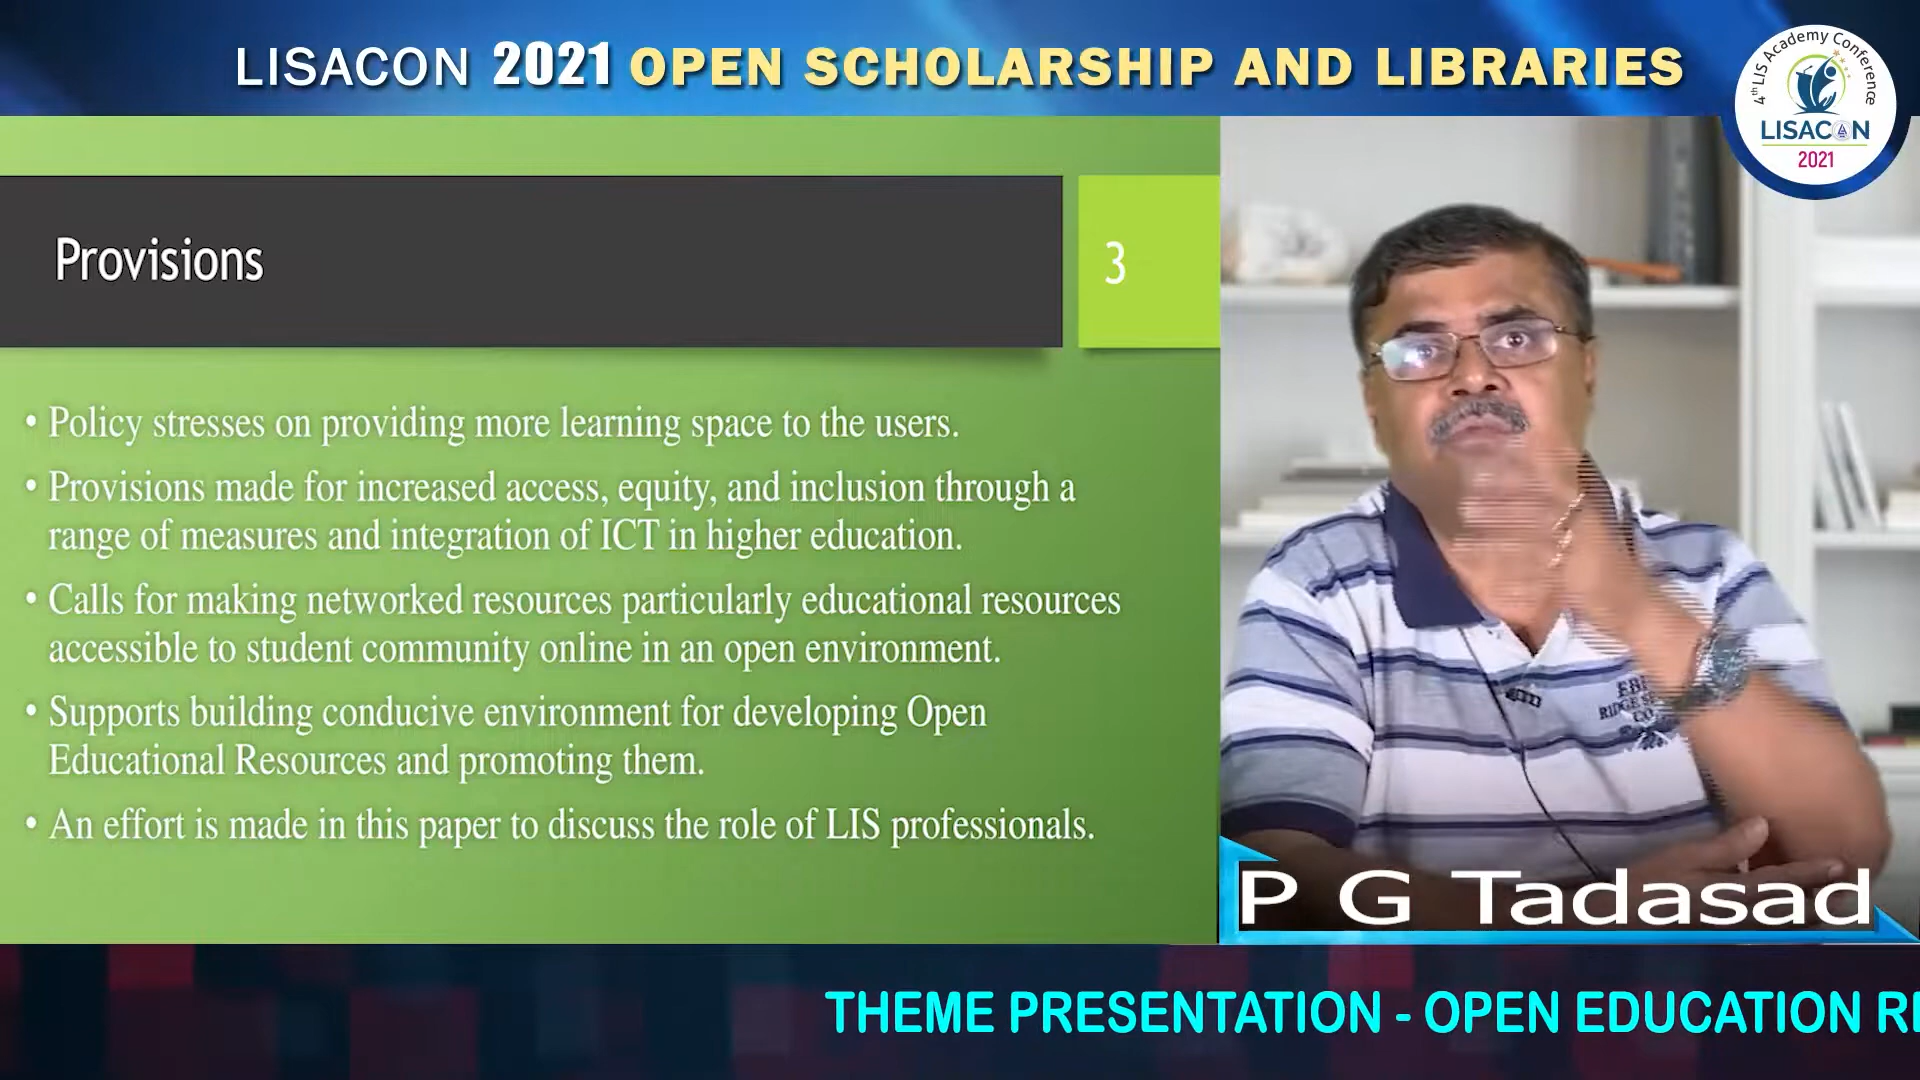 LISACON 2021 OPEN SCHOLARSHIP AND LIBRARIES
4th LIS Academy Conference
LISACON
2021
Provisions
3
• Policy stresses on providing more learning space to the users.
• Provisions made for increased access, equity, and inclusion through a
range of measures and integration of ICT in higher education.
• Calls for making networked resources particularly educational resources
accessible to student community online in an open environment.
• Supports building conducive environment for developing Open
Educational Resources and promoting them.
• An effort is made in this paper to discuss the role of LIS professionals.
P G Tadasad
THEME PRESENTATION - OPEN EDUCATION